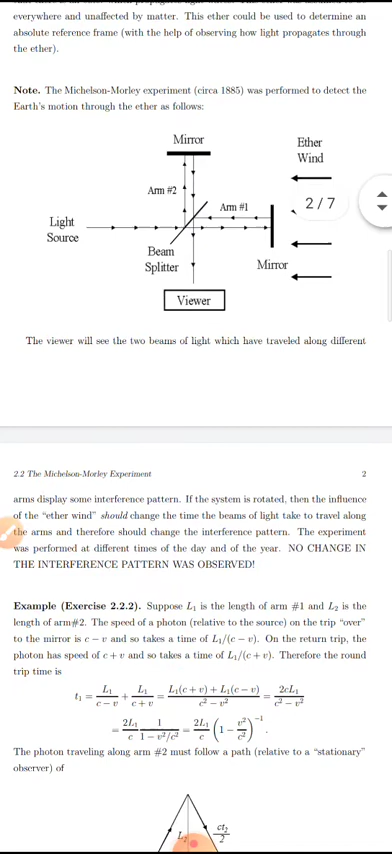 everywhere and unaffected by matter. This ether could be used to determine an
absolute reference frame (with the help of observing how light propagates through
the ether).
Note. The Michelson-Morley experiment (circa 1885) was performed to detect the
Earth's motion through the ether as follows:
Mirror
Ether
Wind
Arm #2
Arm #1
2 / 7
Light
Source
Beam
Splitter
Mirror
Viewer
The viewer will see the two beams of light which have traveled along different
2.2 The Michelson-Morley Experiment 2
arms display some interference pattern. If the system is rotated, then the influence
of the "ether wind" should change the time the beams of light take to travel along
the arms and therefore should change the interference pattern. The experiment
was performed at different times of the day and of the year. NO CHANGE IN
THE INTERFERENCE PATTERN WAS OBSERVED!
Example (Exercise 2.2.2). Suppose L₁ is the length of arm #1 and L₂ is the
length of arm#2. The speed of a photon (relative to the source) on the trip "over"
to the mirror is c − v and so takes a time of L₁/(c − v). On the return trip, the
photon has speed of c + v and so takes a time of L₁/(c + v). Therefore the round
trip time is
t₁ = L₁/(c − v) + L₁/(c + v) = (L₁(c + v) + L₁(c − v))/(c² − v²) = 2cL₁/(c² − v²)
= (2L₁/c) (1/(1 − v²/c²)) = (2L₁/c) (1 − v²/c²)⁻¹.
The photon traveling along arm #2 must follow a path (relative to a "stationary"
observer) of
ct₂/2